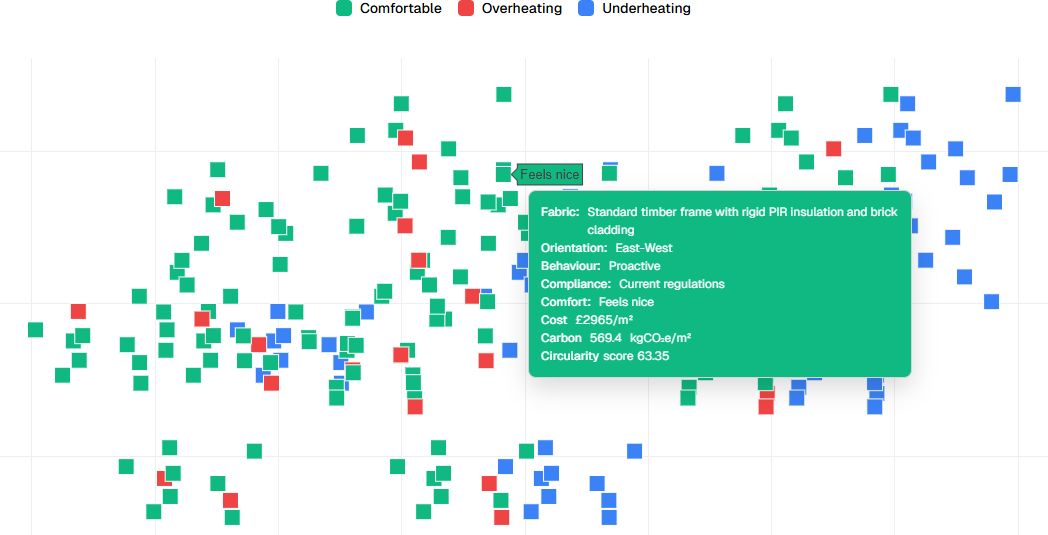 Comfortable Overheating Underheating
Feels nice
Fabric: Standard timber frame with rigid PIR insulation and brick
cladding
Orientation: East-West
Behaviour: Proactive
Compliance: Current regulations
Comfort: Feels nice
Cost £2965/m²
Carbon 569.4 kgCO₂e/m²
Circularity score 63.35